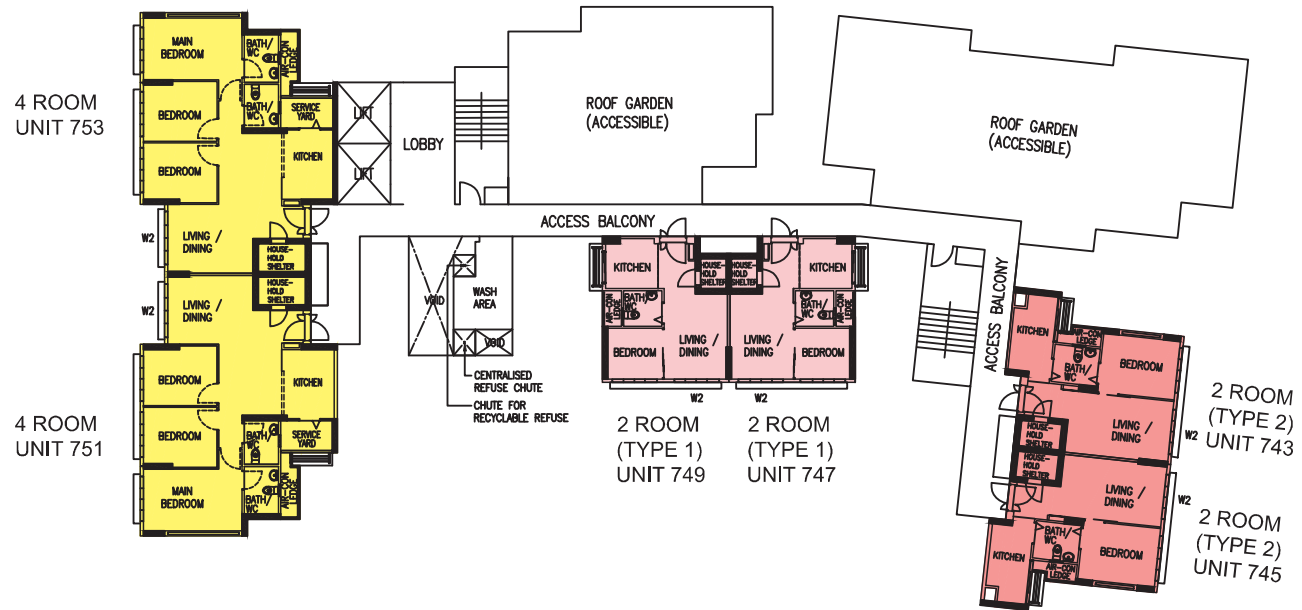 4 ROOM
UNIT 753
MAIN
BEDROOM
BATH/
WC
AIR-CON
LEDGE
BEDROOM
BATH/
WC
SERVICE
YARD
BEDROOM
KITCHEN
LIVING /
DINING
W2
HOUSE-
HOLD
SHELTER
LIFT
LIFT
LOBBY
ROOF GARDEN
(ACCESSIBLE)
ROOF GARDEN
(ACCESSIBLE)
ACCESS BALCONY
HOUSE-
HOLD
SHELTER
W2
LIVING /
DINING
BEDROOM
KITCHEN
4 ROOM
UNIT 751
BEDROOM
BATH/
WC
SERVICE
YARD
MAIN
BEDROOM
BATH/
WC
AIR-CON
LEDGE
VOID
WASH
AREA
VOID
CENTRALISED
REFUSE CHUTE
CHUTE FOR
RECYCLABLE REFUSE
KITCHEN
HOUSE-
HOLD
SHELTER
AIR-CON
LEDGE
BATH/
WC
BEDROOM
LIVING /
DINING
W2
2 ROOM
(TYPE 1)
UNIT 749
HOUSE-
HOLD
SHELTER
KITCHEN
BATH/
WC
AIR-CON
LEDGE
LIVING /
DINING
BEDROOM
W2
2 ROOM
(TYPE 1)
UNIT 747
ACCESS BALCONY
KITCHEN
AIR-CON
LEDGE
BATH/
WC
BEDROOM
LIVING /
DINING
HOUSE-
HOLD
SHELTER
W2
2 ROOM
(TYPE 2)
UNIT 743
HOUSE-
HOLD
SHELTER
LIVING /
DINING
W2
BATH/
WC
KITCHEN
BEDROOM
AIR-CON
LEDGE
2 ROOM
(TYPE 2)
UNIT 745